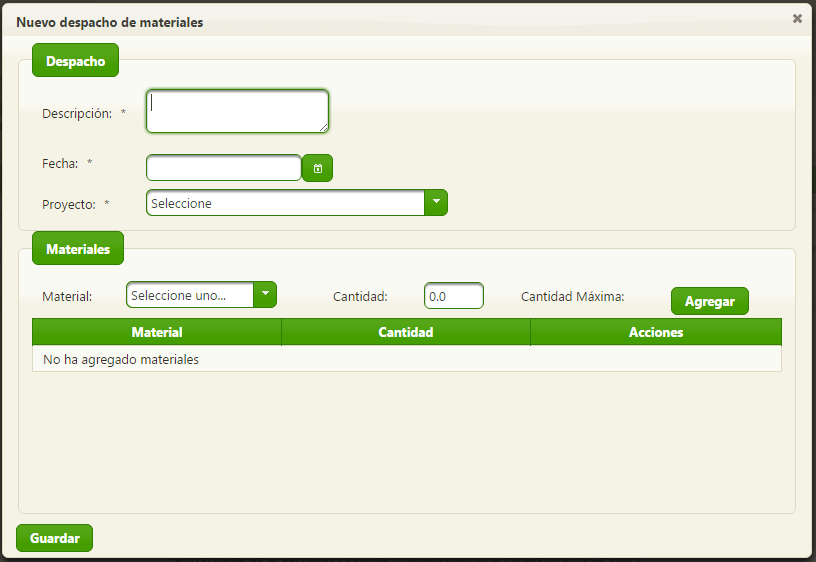 Nuevo despacho de materiales
Despacho
Descripción: *
Fecha: *
Proyecto: * Seleccione
Materiales
Material: Seleccione uno... Cantidad: 0.0 Cantidad Máxima: Agregar
Material Cantidad Acciones
No ha agregado materiales
Guardar